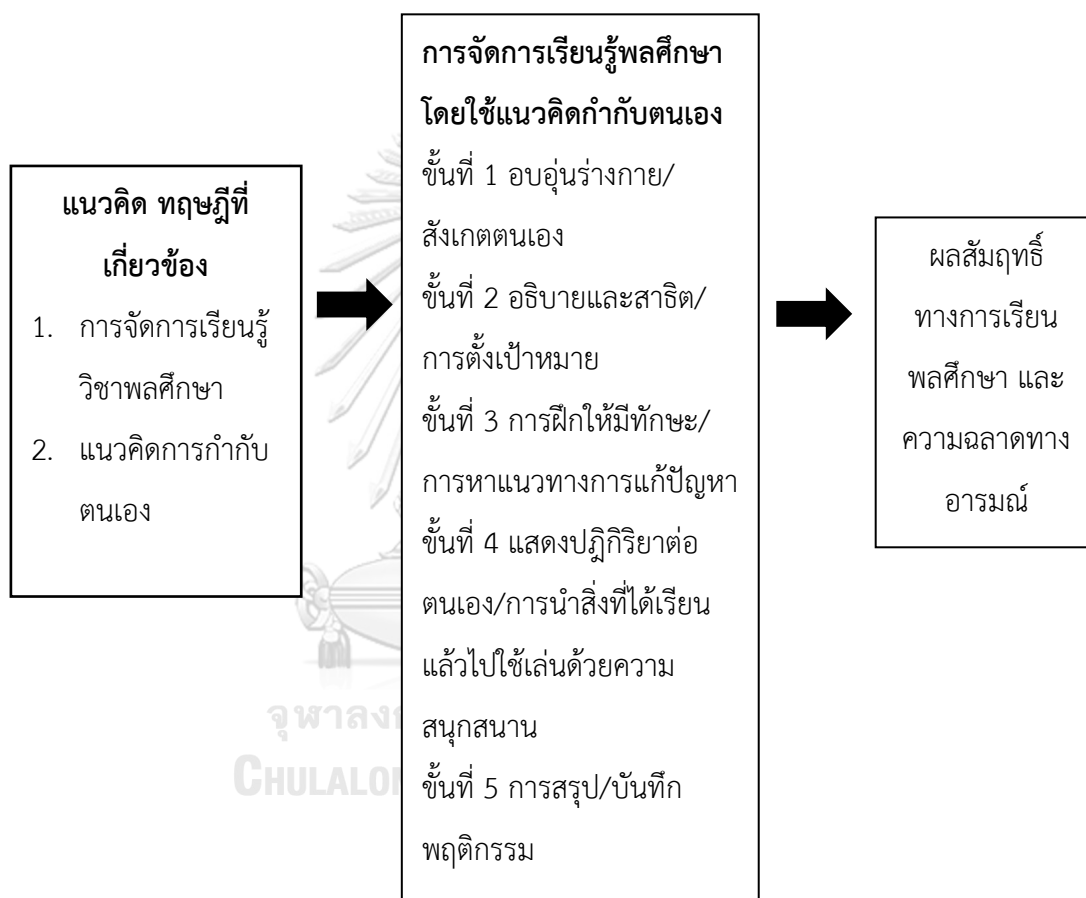 แนวคิด ทฤษฎีที่
เกี่ยวข้อง
1. การจัดการเรียนรู้
วิชาพลศึกษา
2. แนวคิดการกำกับ
ตนเอง
การจัดการเรียนรู้พลศึกษา
โดยใช้แนวคิดกำกับตนเอง
ขั้นที่ 1 อบอุ่นร่างกาย/
สังเกตตนเอง
ขั้นที่ 2 อธิบายและสาธิต/
การตั้งเป้าหมาย
ขั้นที่ 3 การฝึกให้มีทักษะ/
การหาแนวทางการแก้ปัญหา
ขั้นที่ 4 แสดงปฏิกิริยาต่อ
ตนเอง/การนำสิ่งที่ได้เรียน
แล้วไปใช้เล่นด้วยความ
สนุกสนาน
ขั้นที่ 5 การสรุป/บันทึก
พฤติกรรม
ผลสัมฤทธิ์
ทางการเรียน
พลศึกษา และ
ความฉลาดทาง
อารมณ์